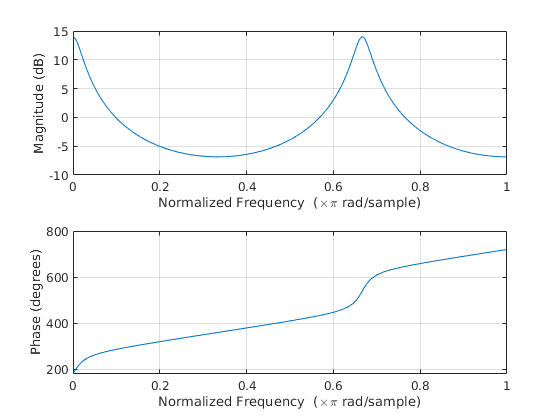 15
10
5
0
-5
-10
Magnitude (dB)
0 0.2 0.4 0.6 0.8 1
Normalized Frequency (×π rad/sample)
800
600
400
200
Phase (degrees)
0 0.2 0.4 0.6 0.8 1
Normalized Frequency (×π rad/sample)